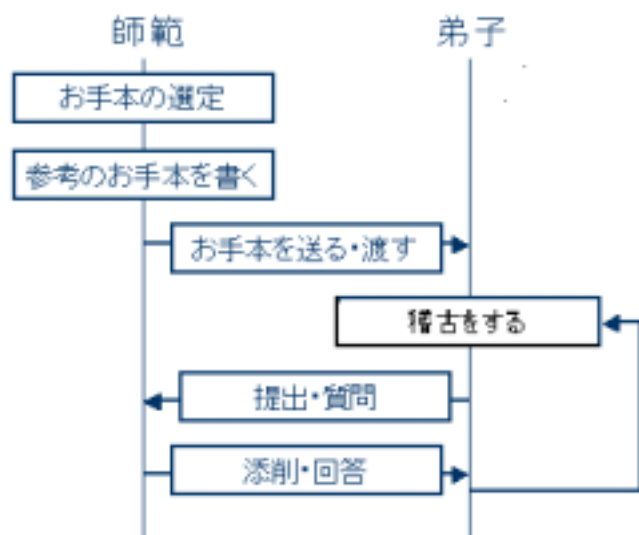 師範
弟子
お手本の選定
参考のお手本を書く
お手本を送る・渡す
稽古をする
提出・質問
添削・回答